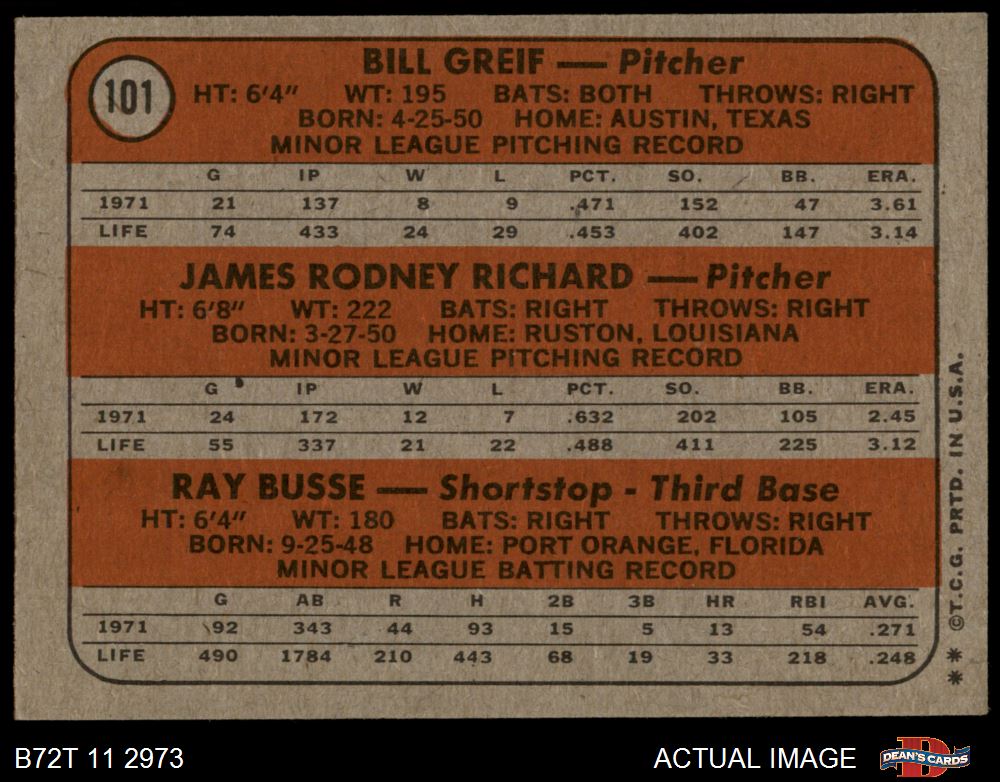 101
BILL GREIF — Pitcher
HT: 6'4" WT: 195 BATS: BOTH THROWS: RIGHT
BORN: 4-25-50 HOME: AUSTIN, TEXAS
MINOR LEAGUE PITCHING RECORD
G IP W L PCT. SO. BB. ERA.
1971 21 137 8 9 .471 152 47 3.61
LIFE 74 433 24 29 .453 402 147 3.14
JAMES RODNEY RICHARD — Pitcher
HT: 6'8" WT: 222 BATS: RIGHT THROWS: RIGHT
BORN: 3-27-50 HOME: RUSTON, LOUISIANA
MINOR LEAGUE PITCHING RECORD
G IP W L PCT. SO. BB. ERA.
1971 24 172 12 7 .632 202 105 2.45
LIFE 55 337 21 22 .488 411 225 3.12
RAY BUSSE — Shortstop - Third Base
HT: 6'4" WT: 180 BATS: RIGHT THROWS: RIGHT
BORN: 9-25-48 HOME: PORT ORANGE, FLORIDA
MINOR LEAGUE BATTING RECORD
G AB R H 2B 3B HR RBI AVG.
1971 92 343 44 93 15 5 13 54 .271
LIFE 490 1784 210 443 68 19 33 218 .248
** ©T.C.G. PRTD. IN U.S.A.
B72T 11 2973 ACTUAL IMAGE
D
DEAN'S CARDS